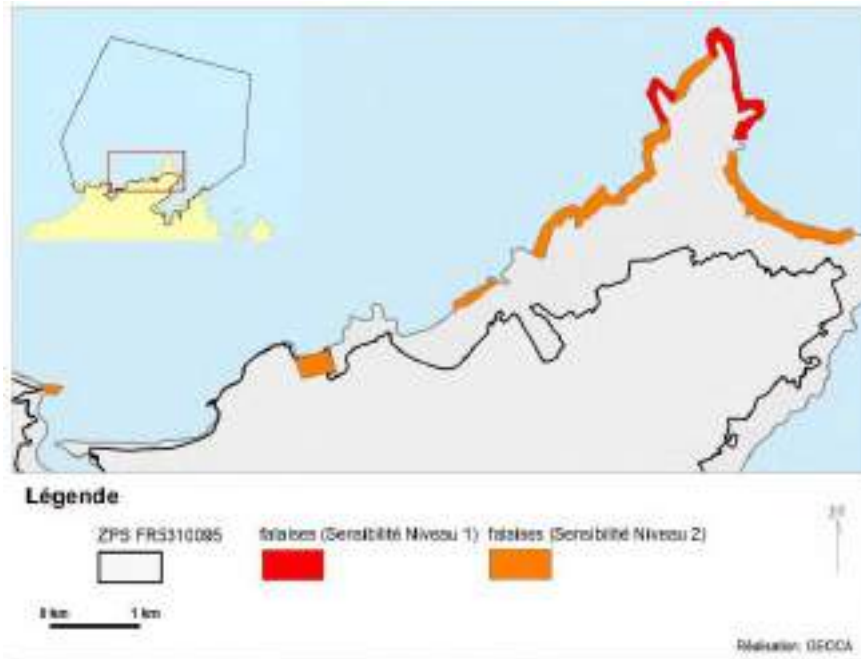 Légende
ZPS FR5310095 falaises (Sensibilité Niveau 1) falaises (Sensibilité Niveau 2)
0 km 1 km
Réalisation: GEOCA